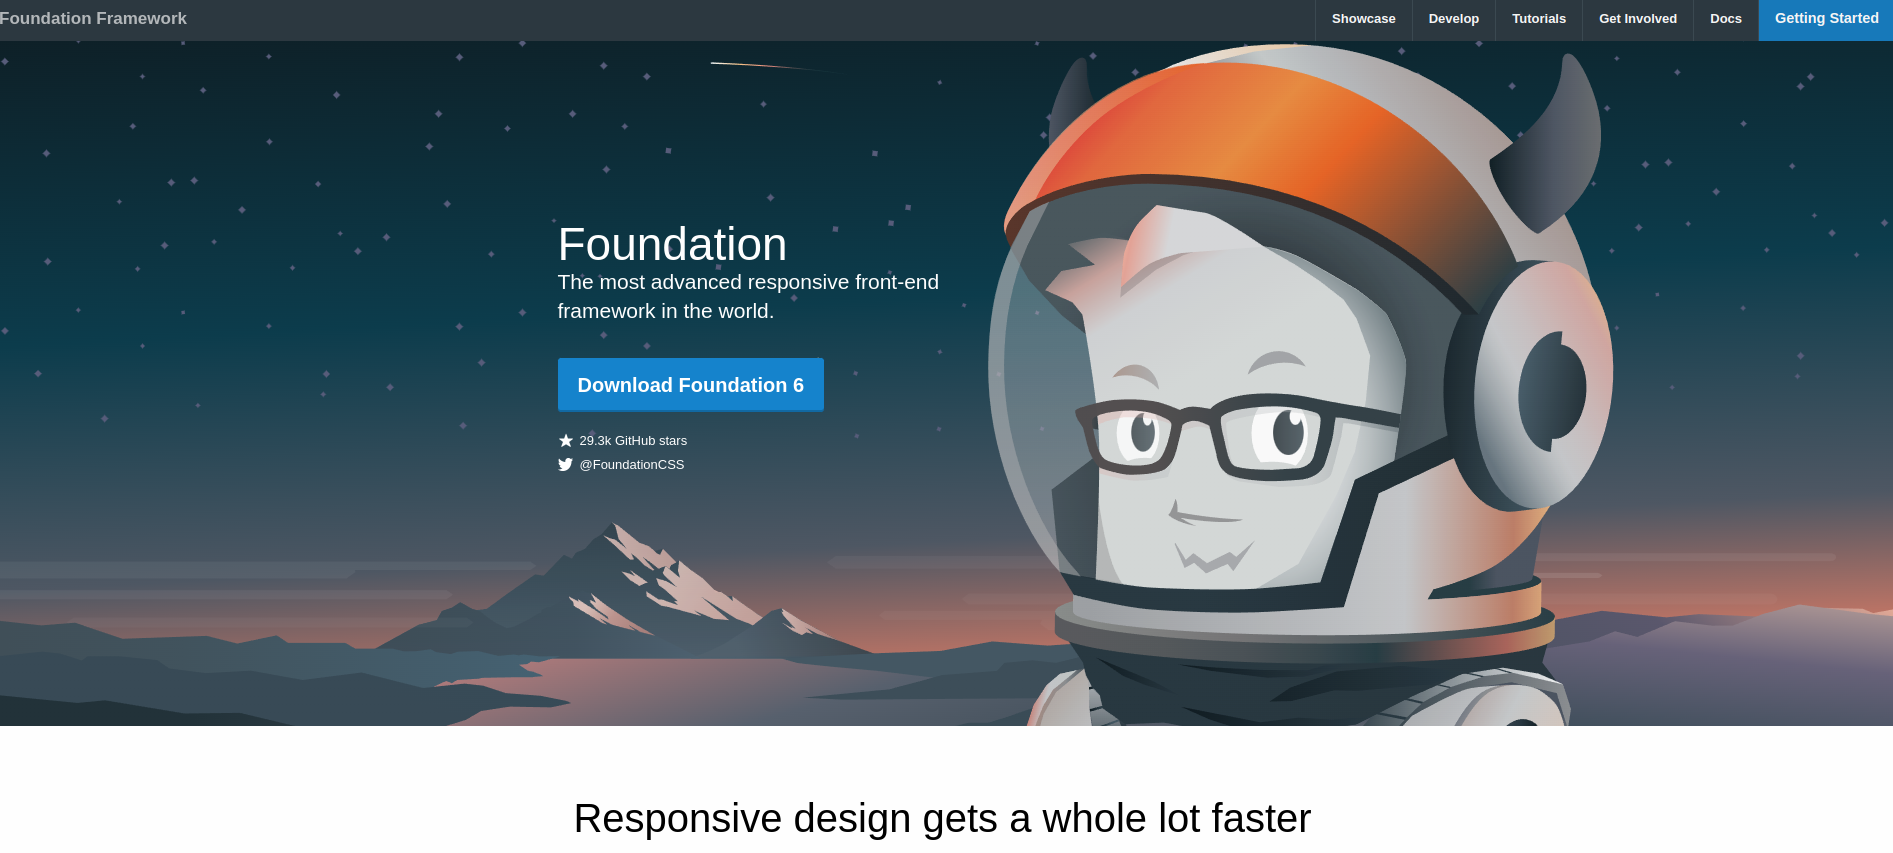 Foundation Framework
Showcase
Develop
Tutorials
Get Involved
Docs
Getting Started
Foundation
The most advanced responsive front-end
framework in the world.
Download Foundation 6
29.3k GitHub stars
@FoundationCSS
Responsive design gets a whole lot faster